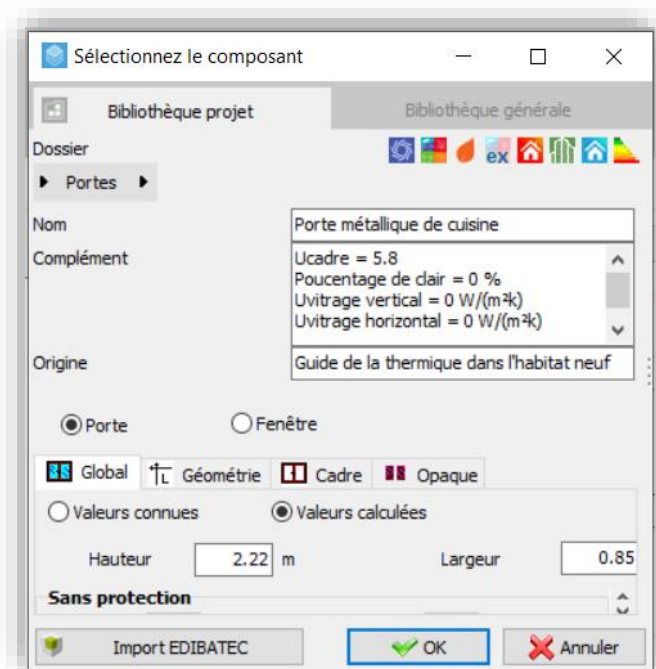 Sélectionnez le composant
Bibliothèque projet
Bibliothèque générale
Dossier
ex
Portes
Nom
Porte métallique de cuisine
Complément
Ucadre = 5.8
Poucentage de clair = 0 %
Uvitrage vertical = 0 W/(m²k)
Uvitrage horizontal = 0 W/(m²k)
Origine
Guide de la thermique dans l'habitat neuf
Porte
Fenêtre
Global
Géométrie
Cadre
Opaque
Valeurs connues
Valeurs calculées
Hauteur
2.22 m
Largeur
0.85
Sans protection
Import EDIBATEC
OK
Annuler